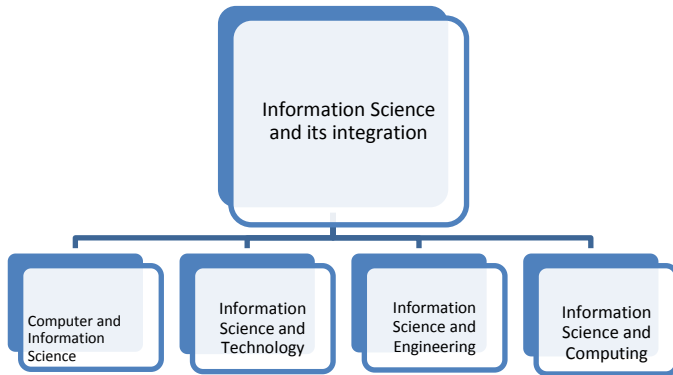 Information Science
and its integration
Computer and
Information
Science
Information
Science and
Technology
Information
Science and
Engineering
Information
Science and
Computing